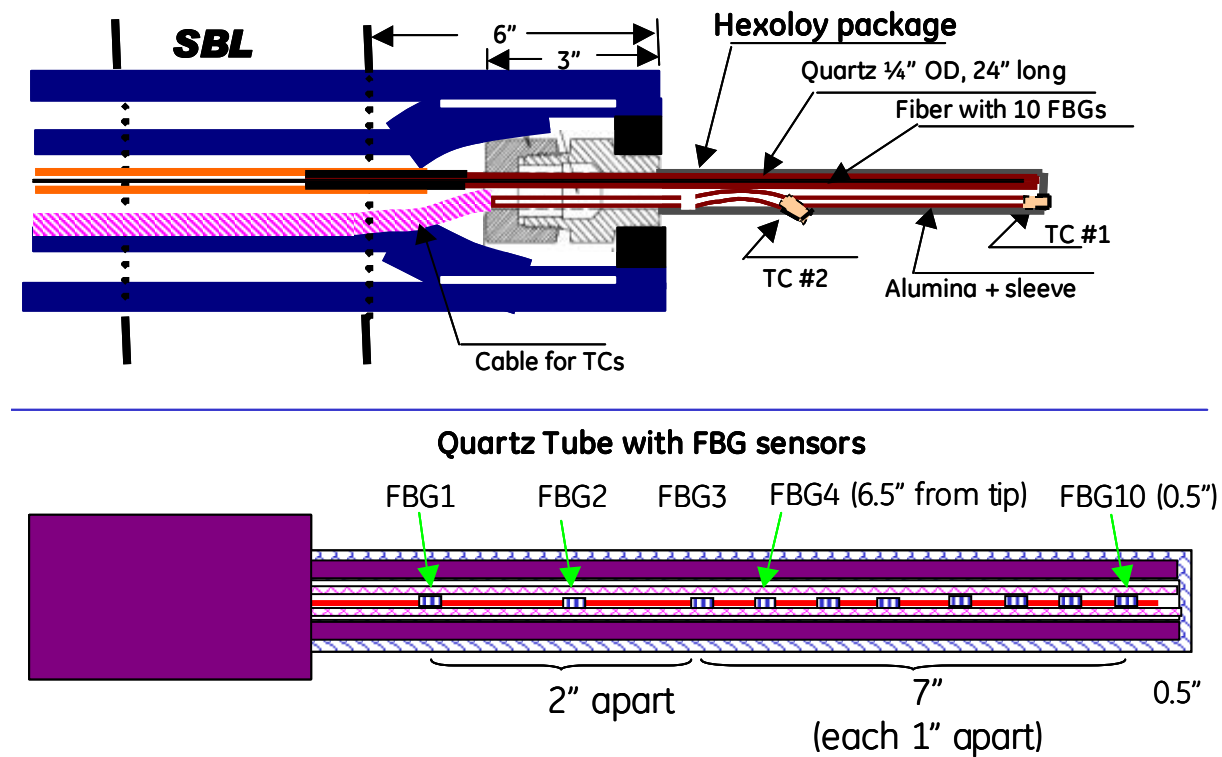 SBL
6”
3”
Hexoloy package
Quartz ¼” OD, 24” long
Fiber with 10 FBGs
TC #1
TC #2
Alumina + sleeve
Cable for TCs
Quartz Tube with FBG sensors
FBG1
FBG2
FBG3
FBG4 (6.5” from tip)
FBG10 (0.5”)
2” apart
7”
0.5”
(each 1” apart)